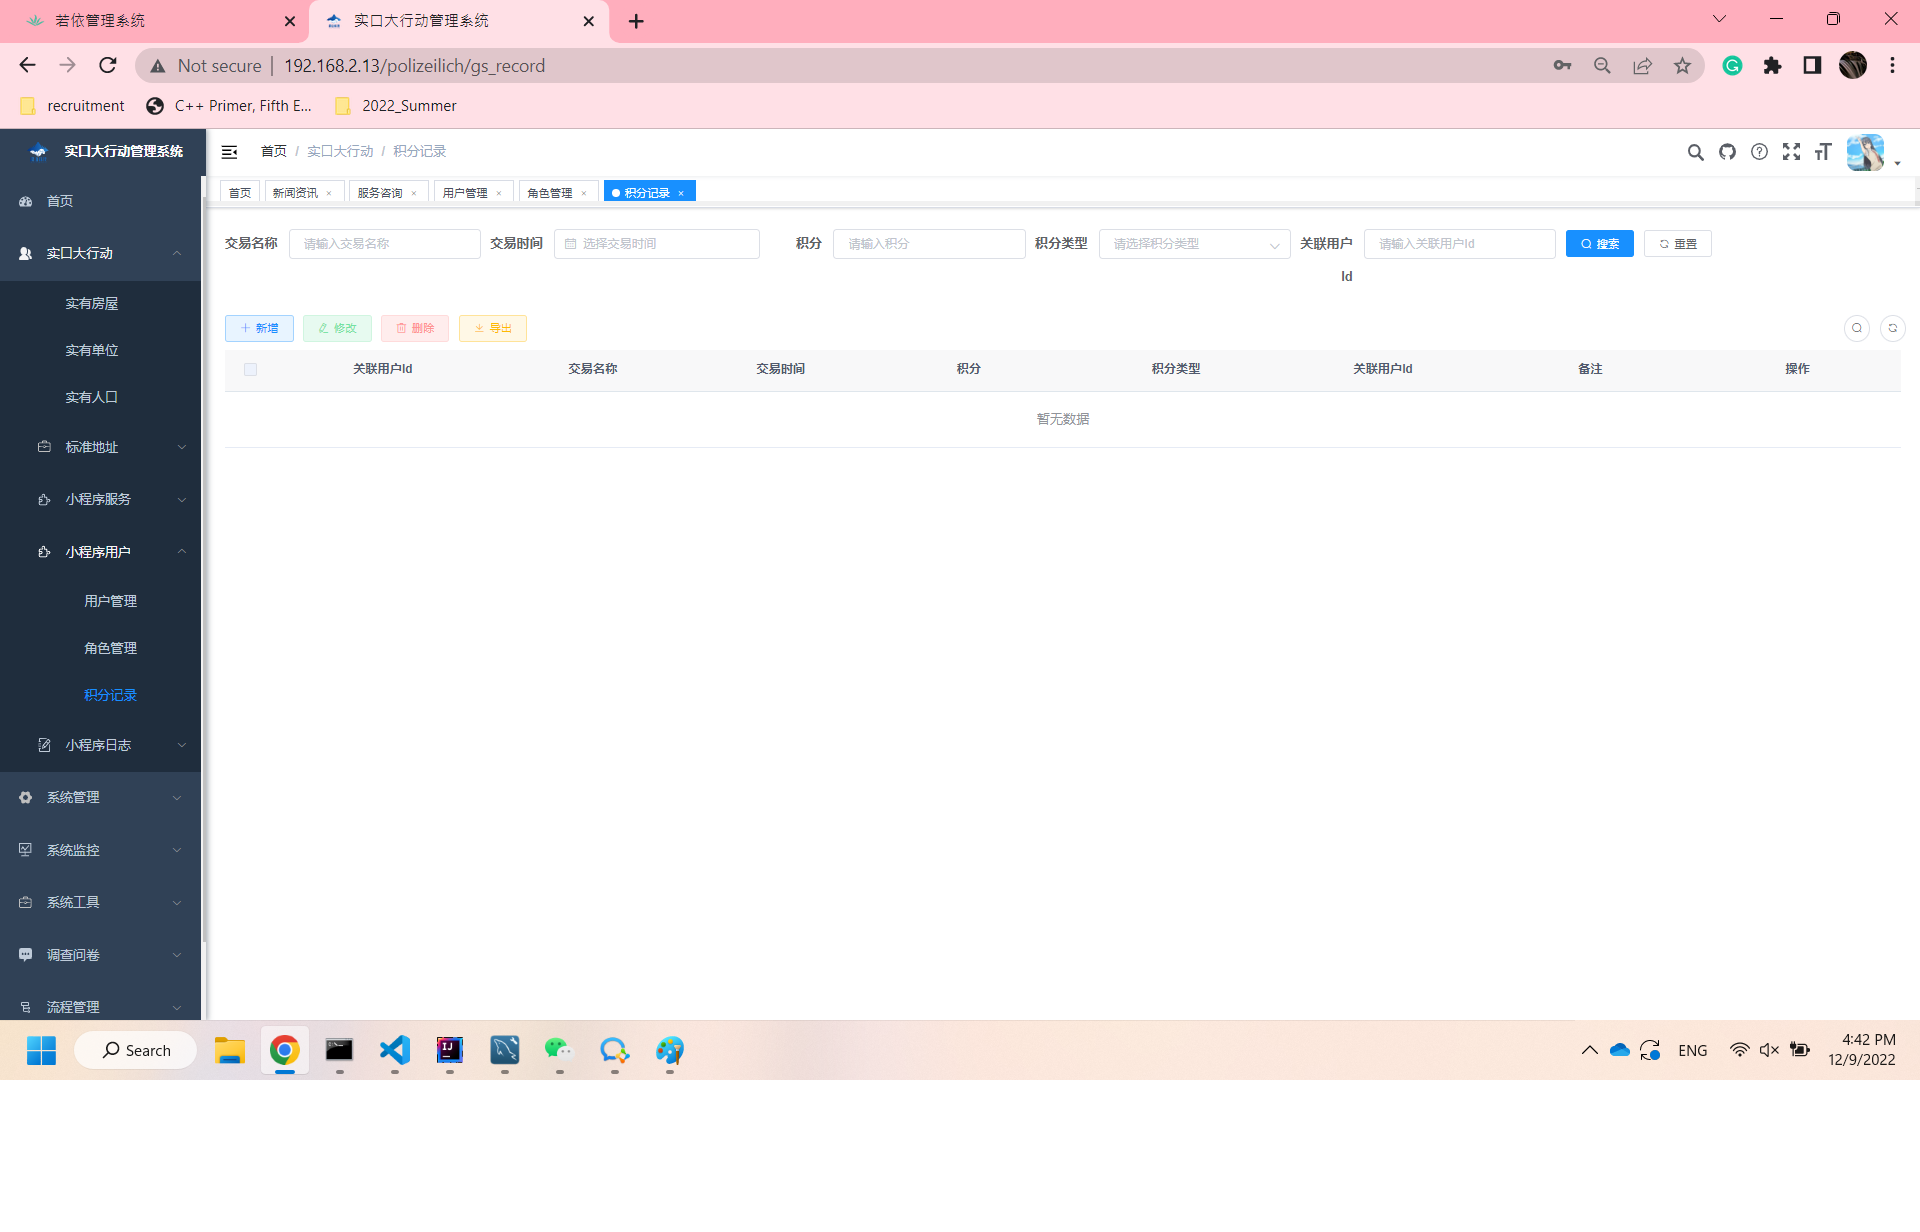 若依管理系统
实口大行动管理系统
Not secure
192.168.2.13/polizeilich/gs_record
recruitment
C++ Primer, Fifth E...
2022_Summer
实口大行动管理系统
首页 / 实口大行动 / 积分记录
首页
新闻资讯 ×
服务咨询 ×
用户管理 ×
角色管理 ×
积分记录 ×
首页
实口大行动
实有房屋
实有单位
实有人口
标准地址
小程序服务
小程序用户
用户管理
角色管理
积分记录
小程序日志
系统管理
系统监控
系统工具
调查问卷
流程管理
交易名称 请输入交易名称 交易时间 选择交易时间 积分 请输入积分 积分类型 请选择积分类型 关联用户 请输入关联用户Id 搜索 重置
Id
新增 修改 删除 导出
关联用户Id 交易名称 交易时间 积分 积分类型 关联用户Id 备注 操作
暂无数据
Search
ENG
4:42 PM
12/9/2022